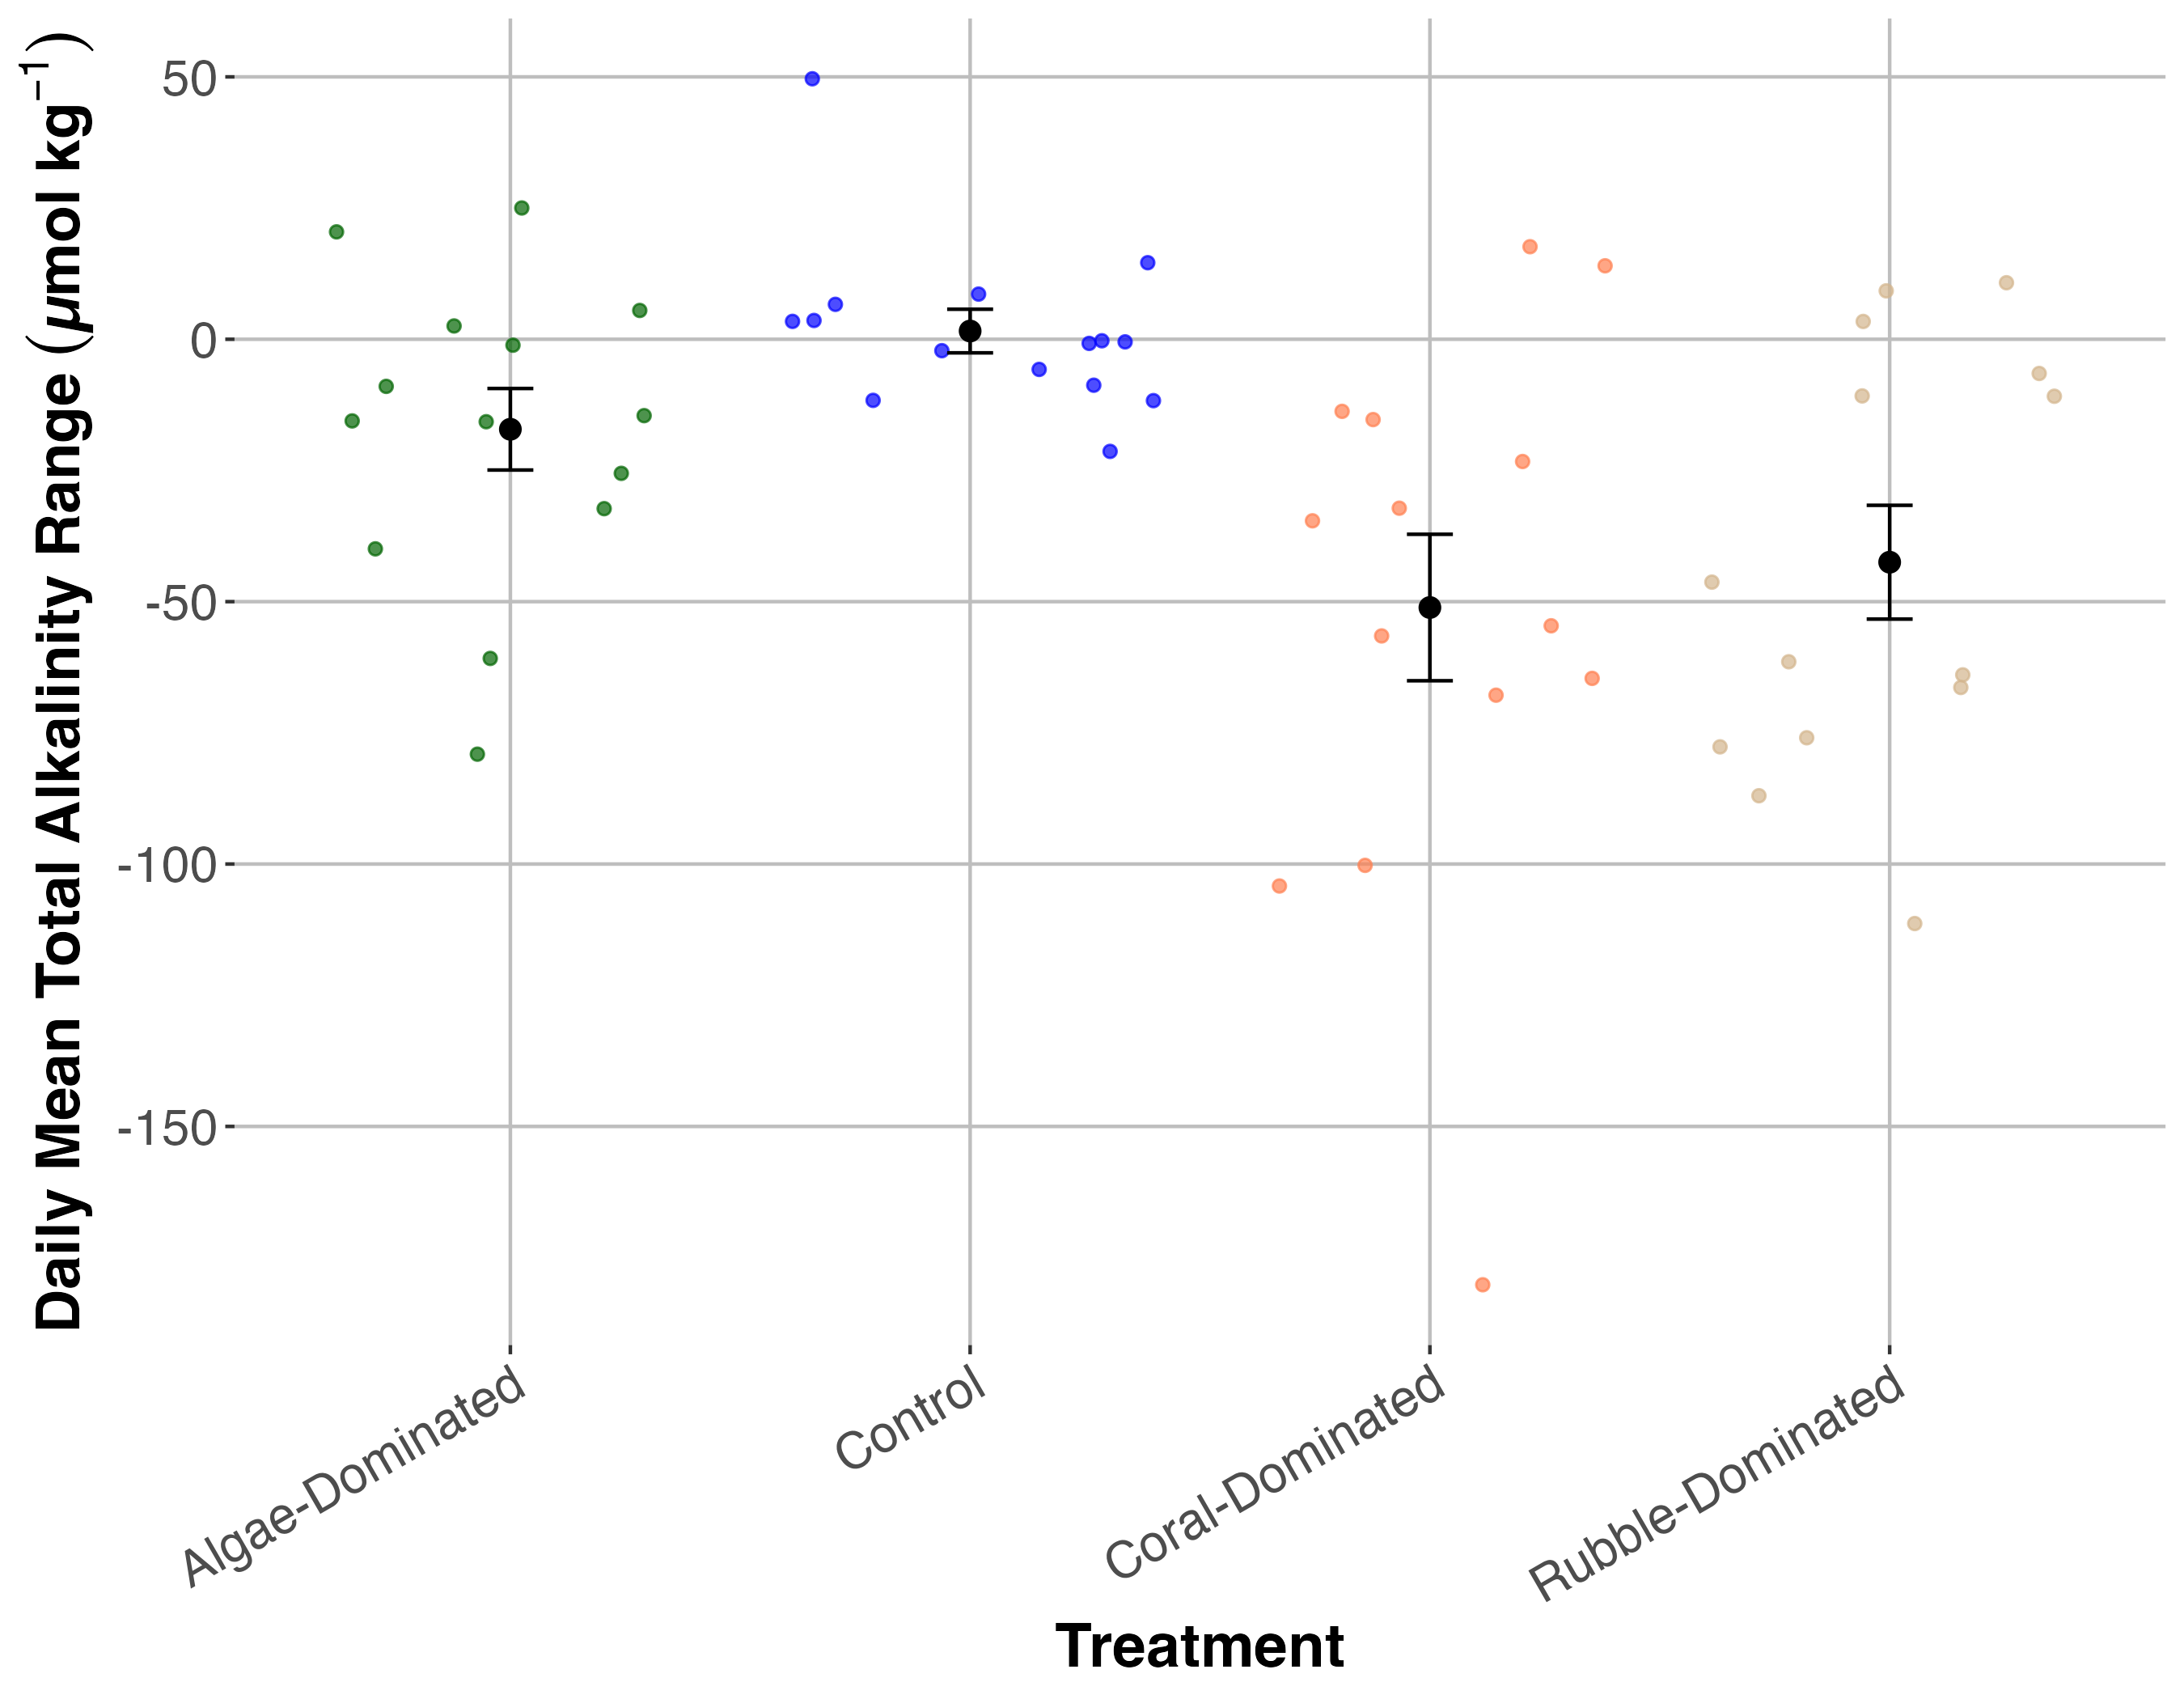 Daily Mean Total Alkalinity Range (µmol kg⁻¹)
50
0
-50
-100
-150
Algae-Dominated
Control
Coral-Dominated
Rubble-Dominated
Treatment